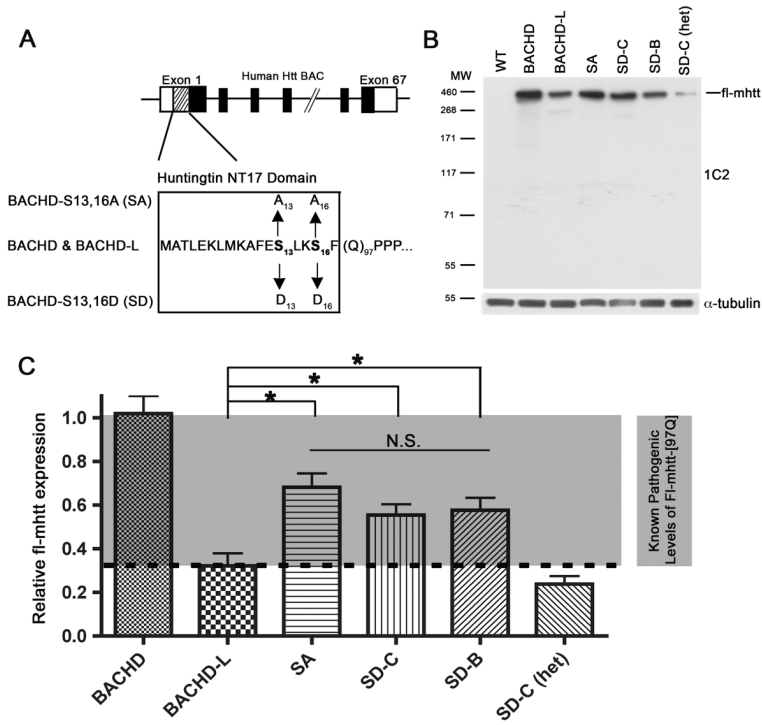 A
Exon 1
Human Htt BAC
Exon 67
Huntingtin NT17 Domain
BACHD-S13,16A (SA)
A13 A16
BACHD & BACHD-L
MATLEKLMKAFES13LKS16F(Q)97PPP...
BACHD-S13,16D (SD)
D13 D16
B
WT
BACHD
BACHD-L
SA
SD-C
SD-B
SD-C (het)
MW
460
268
171
117
71
55
55
fl-mhtt
1C2
α-tubulin
C
Relative fl-mhtt expression
1.0
0.8
0.6
0.4
0.2
0.0
*
*
*
N.S.
Known Pathogenic
Levels of Fl-mhtt-[97Q]
BACHD
BACHD-L
SA
SD-C
SD-B
SD-C (het)